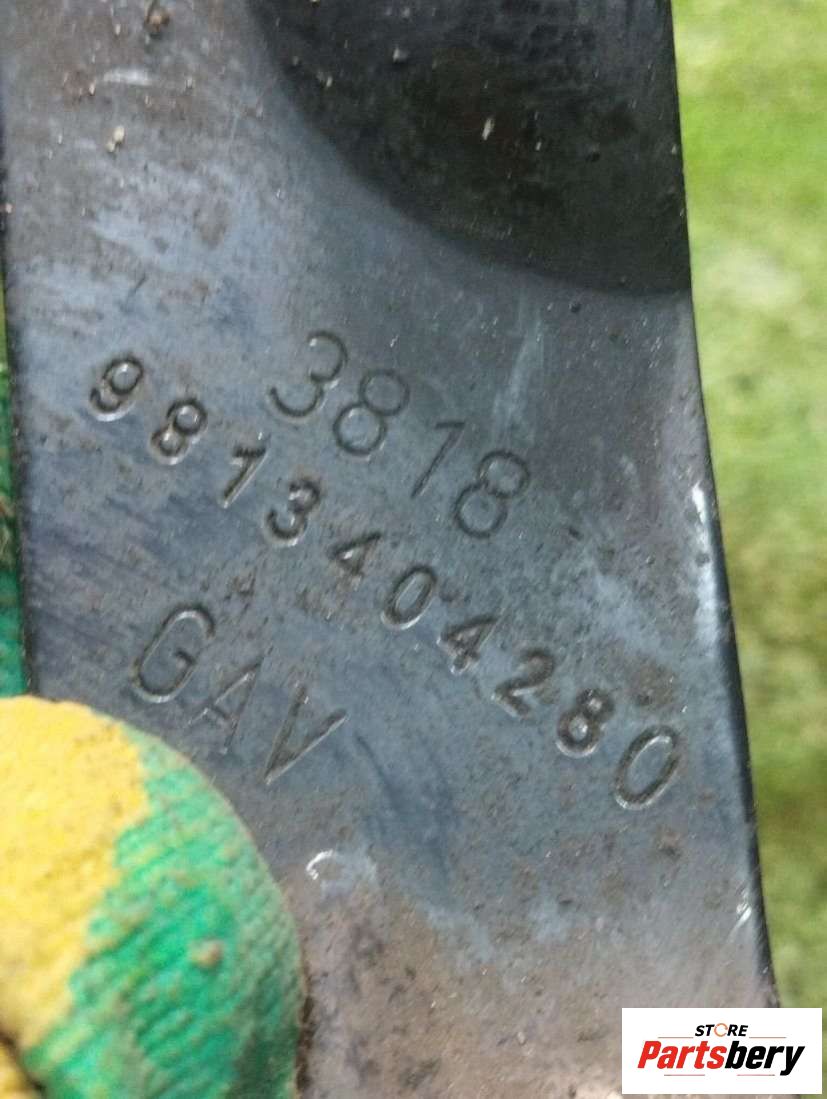 3818
9813404280
GAV
STORE
Partsbery